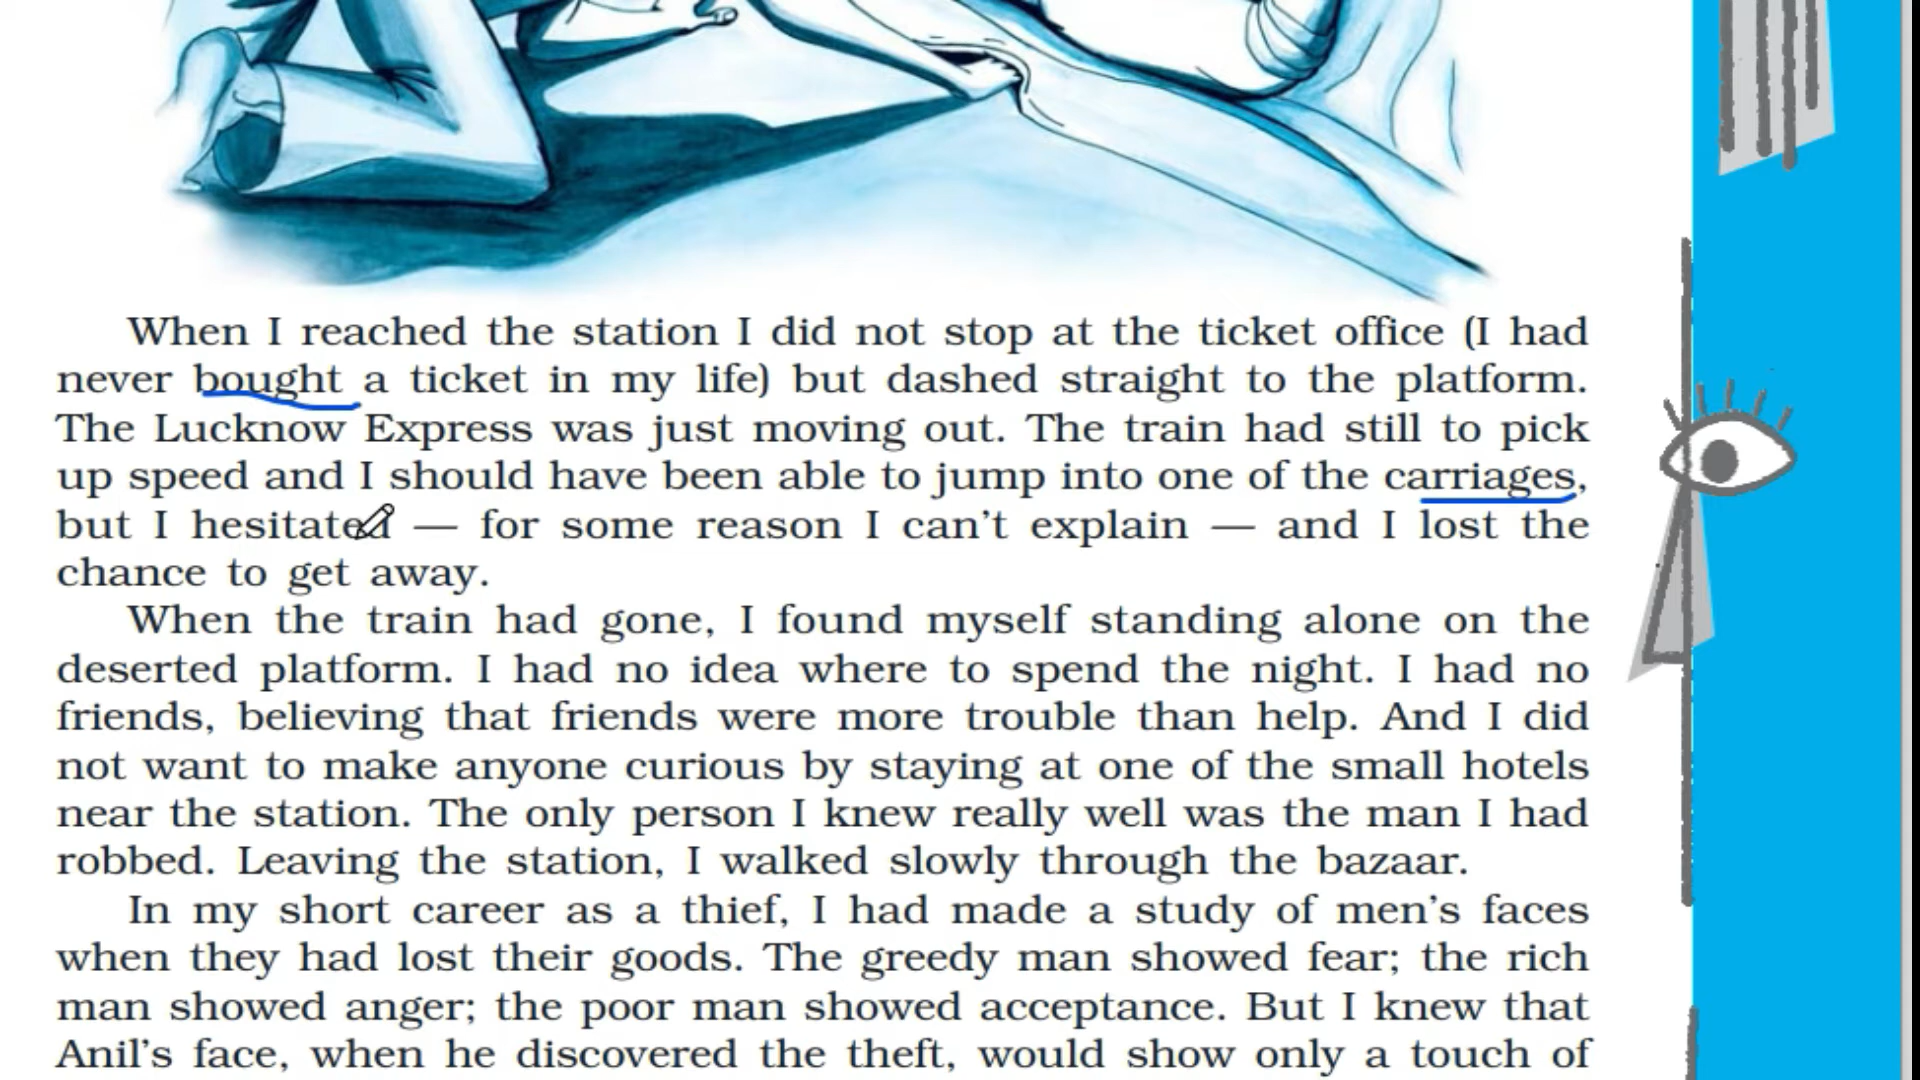 When I reached the station I did not stop at the ticket office (I had
never bought a ticket in my life) but dashed straight to the platform.
The Lucknow Express was just moving out. The train had still to pick
up speed and I should have been able to jump into one of the carriages,
but I hesitated — for some reason I can't explain — and I lost the
chance to get away.
When the train had gone, I found myself standing alone on the
deserted platform. I had no idea where to spend the night. I had no
friends, believing that friends were more trouble than help. And I did
not want to make anyone curious by staying at one of the small hotels
near the station. The only person I knew really well was the man I had
robbed. Leaving the station, I walked slowly through the bazaar.
In my short career as a thief, I had made a study of men's faces
when they had lost their goods. The greedy man showed fear; the rich
man showed anger; the poor man showed acceptance. But I knew that
Anil's face, when he discovered the theft, would show only a touch of